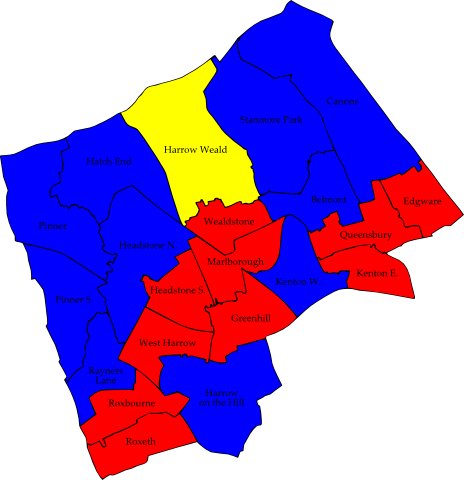 Canons
Stanmore Park
Harrow Weald
Hatch End
Belmont
Edgware
Wealdstone
Pinner
Queensbury
Headstone N.
Marlborough
Kenton E.
Kenton W.
Headstone S.
Pinner S.
Greenhill
West Harrow
Rayners
Lane
Harrow
on the Hill
Roxbourne
Roxeth